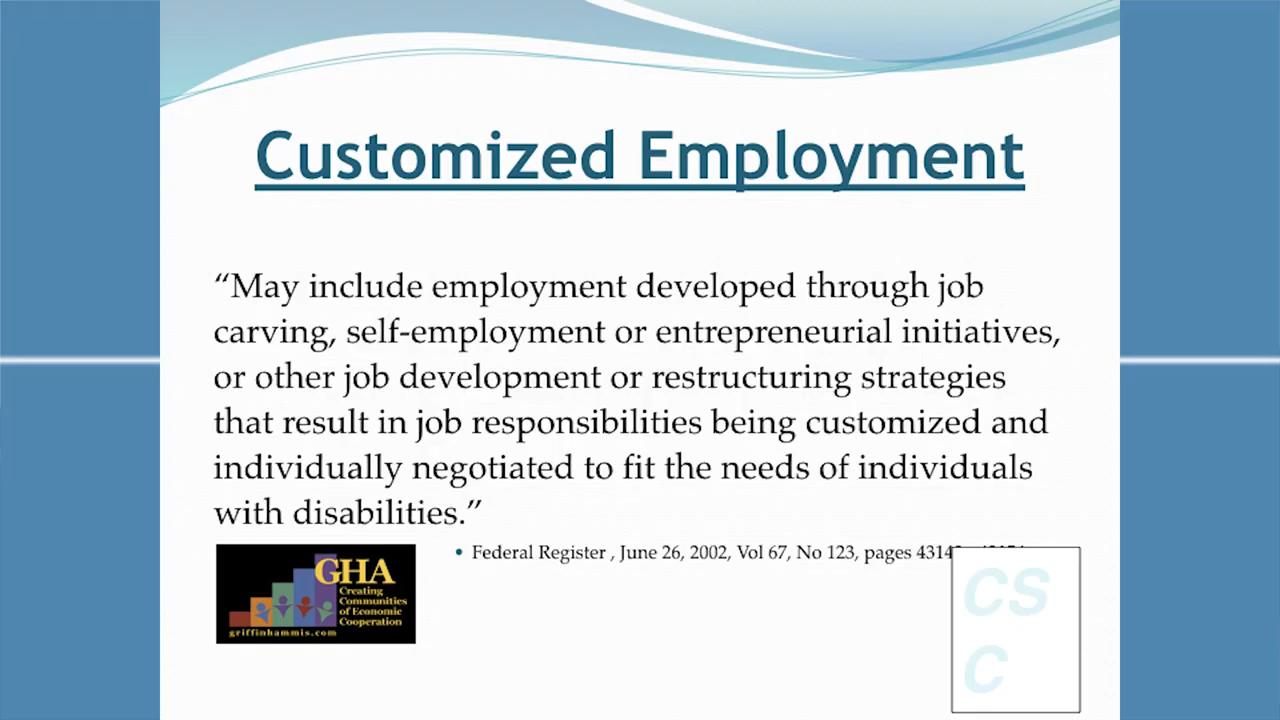 Customized Employment
“May include employment developed through job
carving, self-employment or entrepreneurial initiatives,
or other job development or restructuring strategies
that result in job responsibilities being customized and
individually negotiated to fit the needs of individuals
with disabilities.”
• Federal Register , June 26, 2002, Vol 67, No 123, pages
GHA
Creating
Communities
of Economic
Cooperation
griffinhammis.com
CS
C